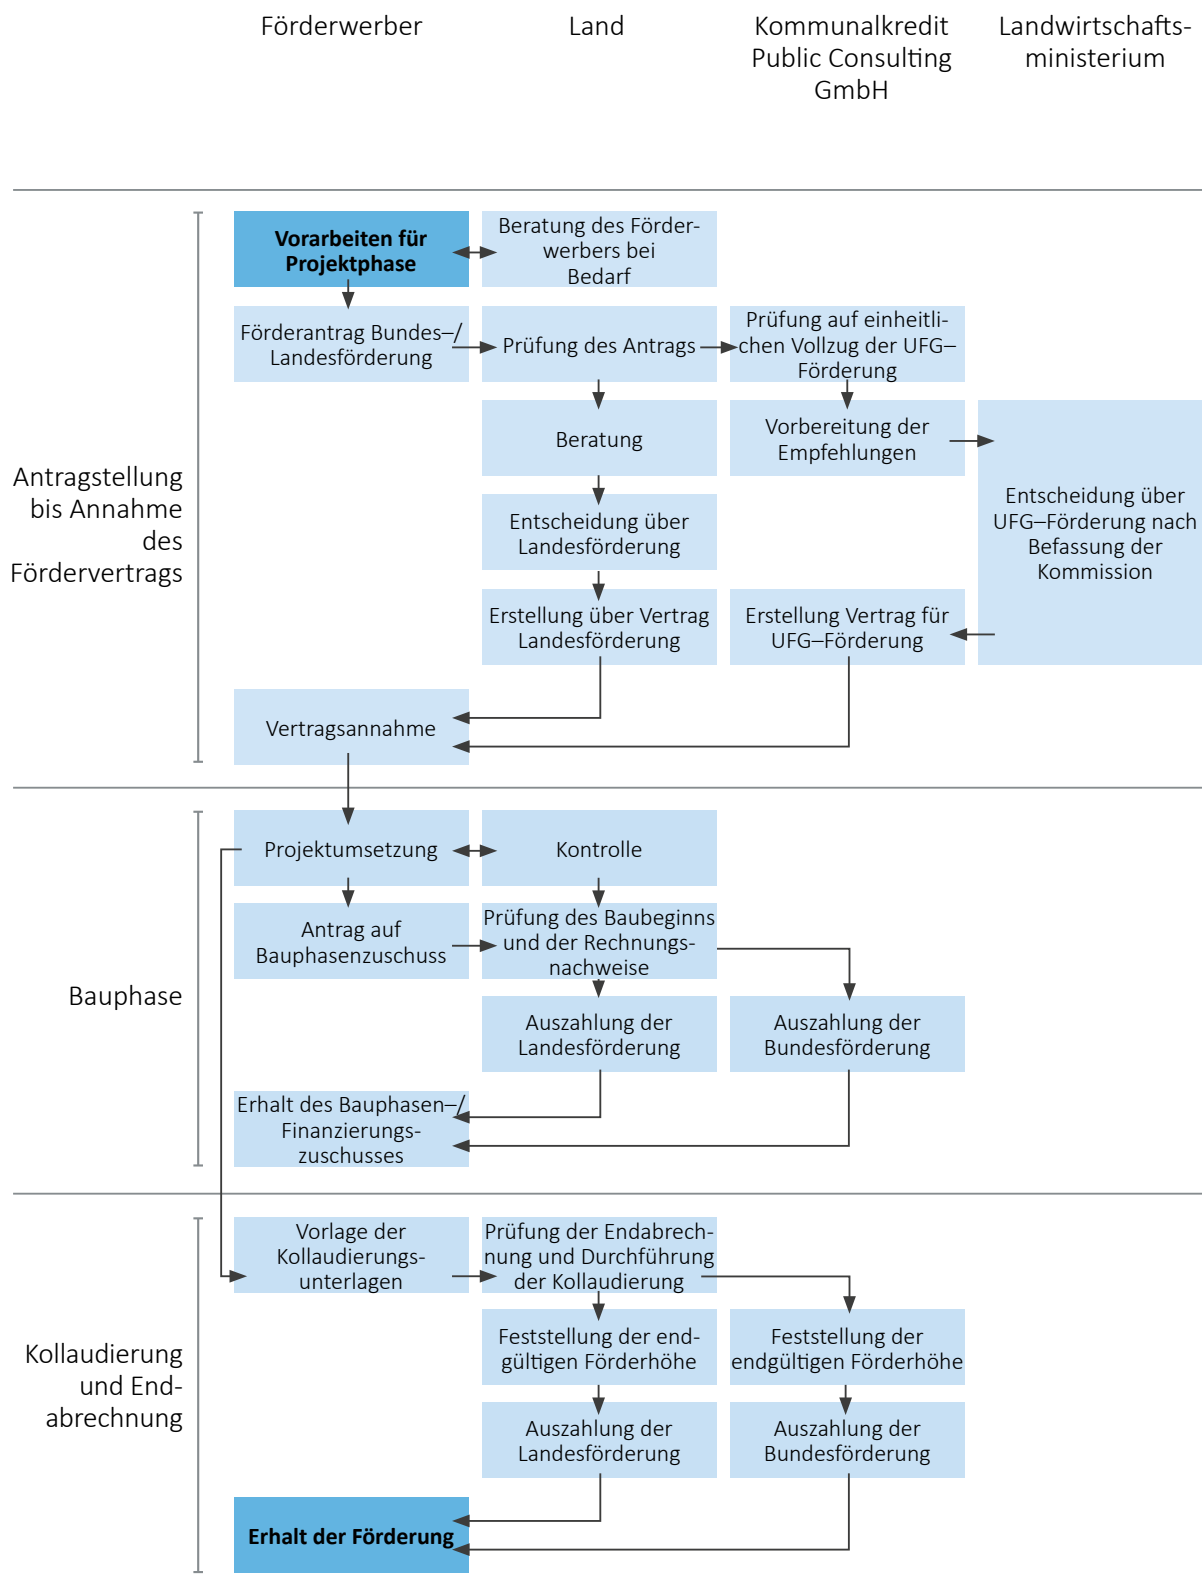 Förderwerber
Land
Kommunalkredit
Public Consulting
GmbH
Landwirtschafts-
ministerium
Antragstellung
bis Annahme
des
Fördervertrags
Vorarbeiten für
Projektphase
Beratung des Förder-
werbers bei
Bedarf
Förderantrag Bundes–/
Landesförderung
Prüfung des Antrags
Prüfung auf einheitli-
chen Vollzug der UFG–
Förderung
Beratung
Vorbereitung der
Empfehlungen
Entscheidung über
UFG–Förderung nach
Befassung der
Kommission
Entscheidung über
Landesförderung
Erstellung über Vertrag
Landesförderung
Erstellung Vertrag für
UFG–Förderung
Vertragsannahme
Bauphase
Projektumsetzung
Kontrolle
Antrag auf
Bauphasenzuschuss
Prüfung des Baubeginns
und der Rechnungs-
nachweise
Auszahlung der
Landesförderung
Auszahlung der
Bundesförderung
Erhalt des Bauphasen–/
Finanzierungs-
zuschusses
Kollaudierung
und End-
abrechnung
Vorlage der
Kollaudierungs-
unterlagen
Prüfung der Endabrech-
nung und Durchführung
der Kollaudierung
Feststellung der end-
gültigen Förderhöhe
Feststellung der
endgültigen Förderhöhe
Auszahlung der
Landesförderung
Auszahlung der
Bundesförderung
Erhalt der Förderung